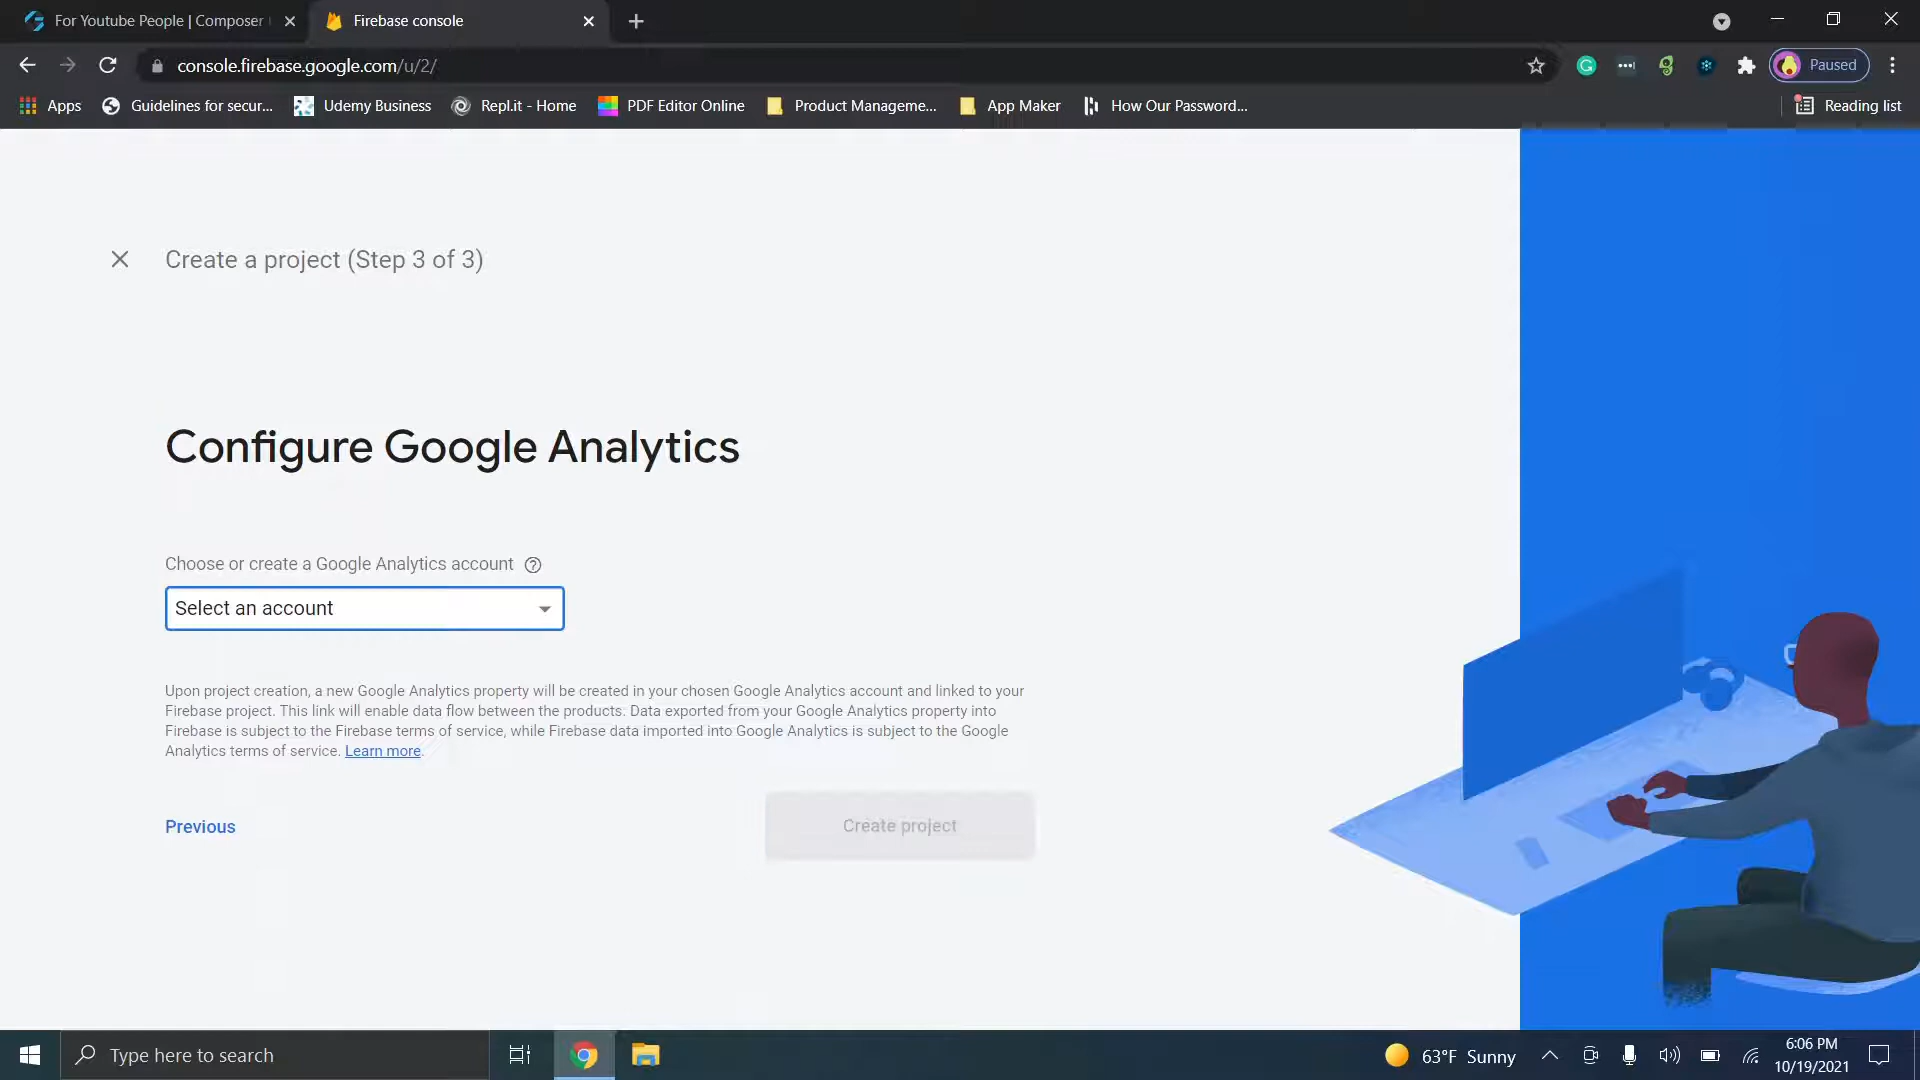 For Youtube People | Composer
Firebase console
console.firebase.google.com/u/2/
Paused
Apps
Guidelines for secur...
Udemy Business
Repl.it - Home
PDF Editor Online
Product Manageme...
App Maker
How Our Password...
Reading list
Create a project (Step 3 of 3)
Configure Google Analytics
Choose or create a Google Analytics account
Select an account
Upon project creation, a new Google Analytics property will be created in your chosen Google Analytics account and linked to your
Firebase project. This link will enable data flow between the products. Data exported from your Google Analytics property into
Firebase is subject to the Firebase terms of service, while Firebase data imported into Google Analytics is subject to the Google
Analytics terms of service. Learn more.
Previous
Create project
Type here to search
63°F Sunny
6:06 PM
10/19/2021